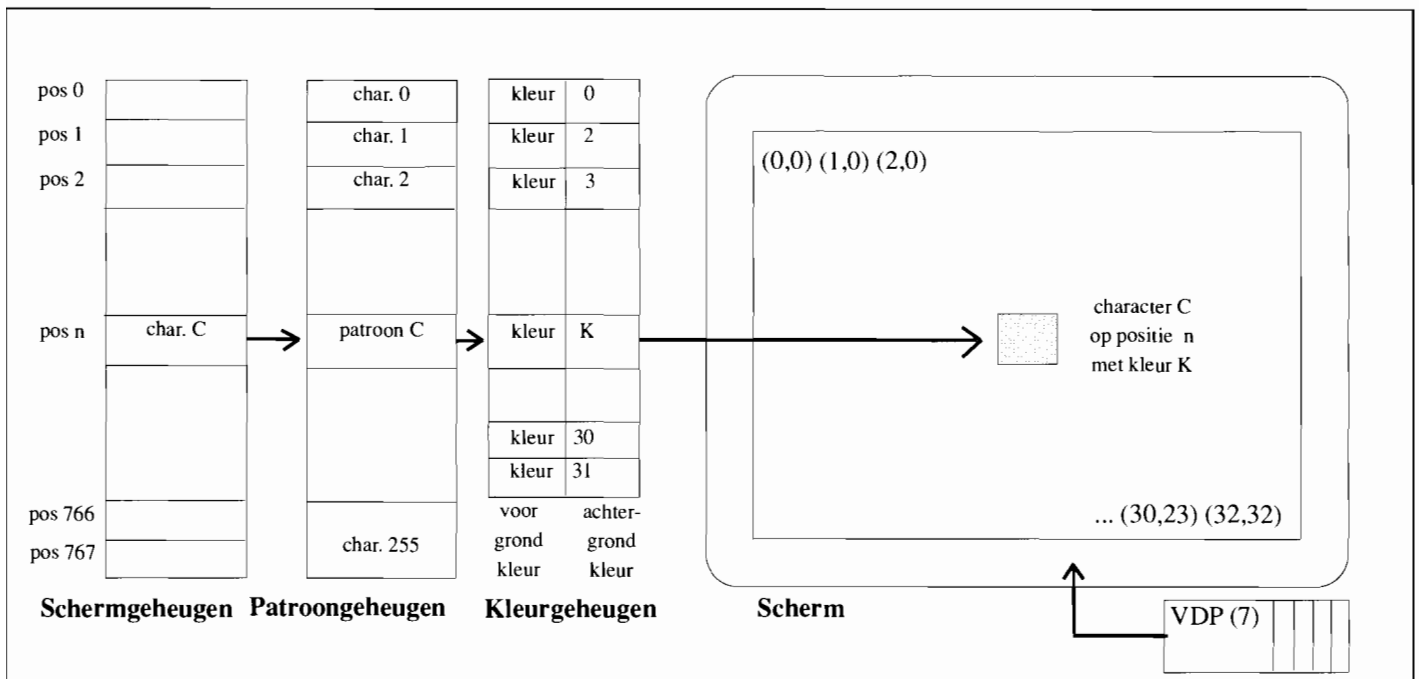 pos 0
pos 1
pos 2
pos n
pos 766
pos 767
char. C
Schermgeheugen
char. 0
char. 1
char. 2
patroon C
char. 255
Patroongeheugen
kleur 0
kleur 2
kleur 3
kleur K
kleur 30
kleur 31
voor achter-
grond grond
kleur kleur
Kleurgeheugen
(0,0) (1,0) (2,0)
character C
op positie n
met kleur K
... (30,23) (32,32)
Scherm
VDP (7)